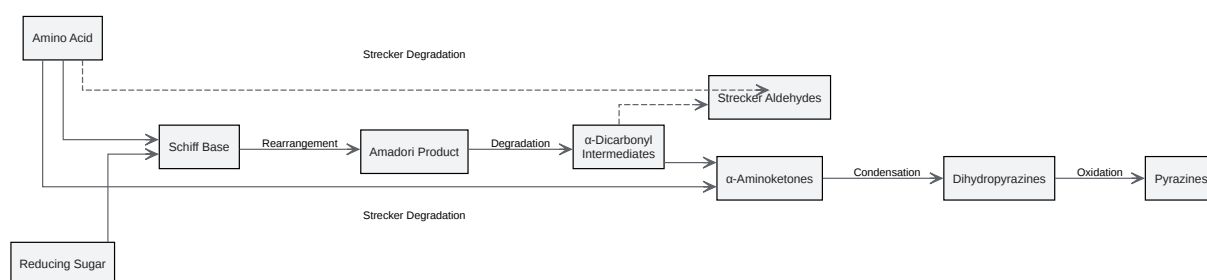 Amino Acid
Strecker Degradation
Strecker Aldehydes
Schiff Base
Rearrangement
Amadori Product
Degradation
α-Dicarbonyl
Intermediates
α-Aminoketones
Condensation
Dihydropyrazines
Oxidation
Pyrazines
Strecker Degradation
Reducing Sugar